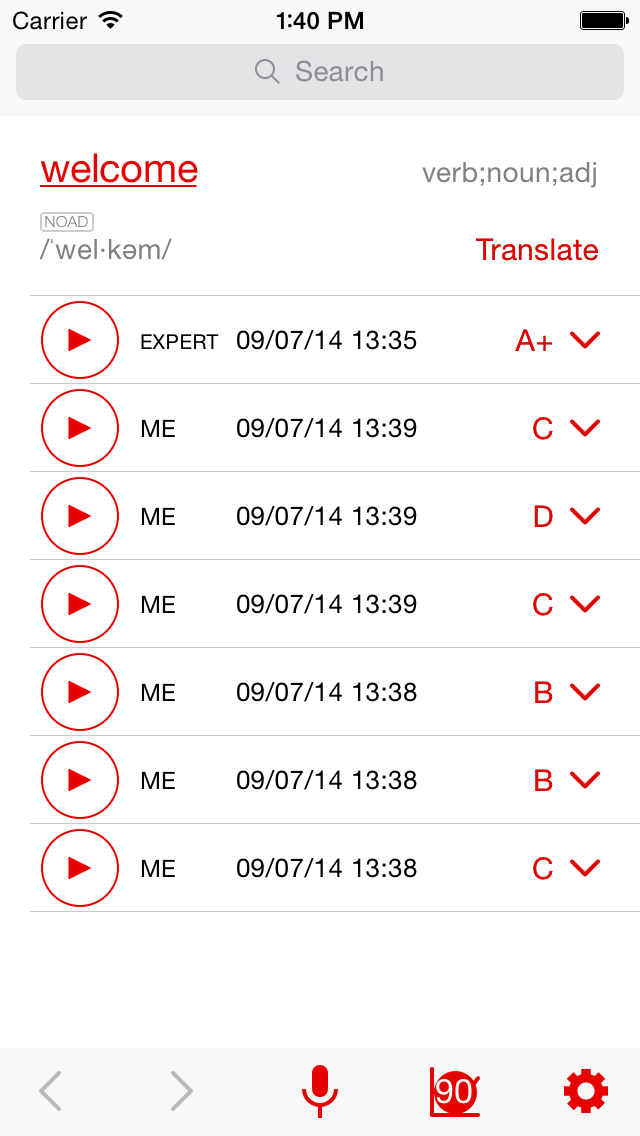 Carrier 1:40 PM
Search
welcome verb;noun;adj
NOAD
/ˈwel·kəm/ Translate
EXPERT 09/07/14 13:35 A+
ME 09/07/14 13:39 C
ME 09/07/14 13:39 D
ME 09/07/14 13:39 C
ME 09/07/14 13:38 B
ME 09/07/14 13:38 B
ME 09/07/14 13:38 C
90